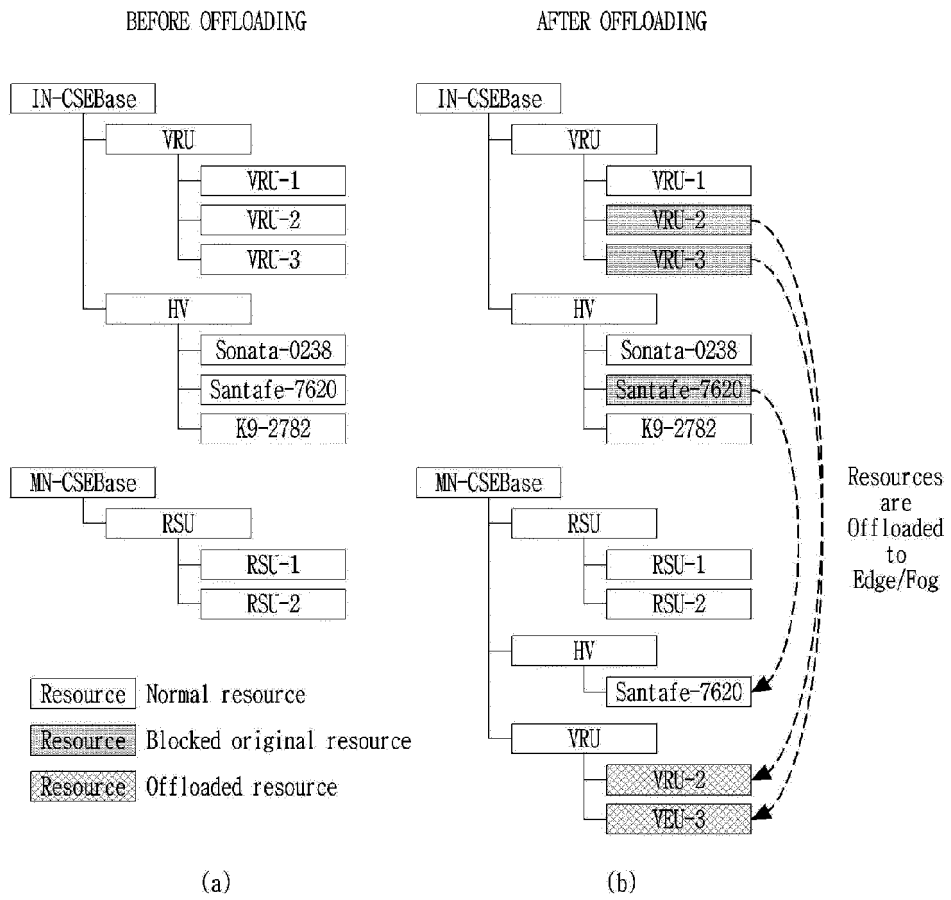 BEFORE OFFLOADING
IN-CSEBase
VRU
VRU-1
VRU-2
VRU-3
HV
Sonata-0238
Santafe-7620
K9-2782
MN-CSEBase
RSU
RSU-1
RSU-2
Resource Normal resource
Resource Blocked original resource
Resource Offloaded resource
(a)
AFTER OFFLOADING
IN-CSEBase
VRU
VRU-1
VRU-2
VRU-3
HV
Sonata-0238
Santafe-7620
K9-2782
MN-CSEBase
RSU
RSU-1
RSU-2
HV
Santafe-7620
VRU
VRU-2
VEU-3
Resources
are
Offloaded
to
Edge/Fog
(b)